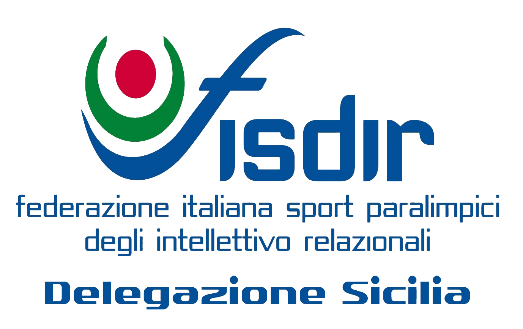 fisdir
federazione italiana sport paralimpici
degli intellettivo relazionali
Delegazione Sicilia